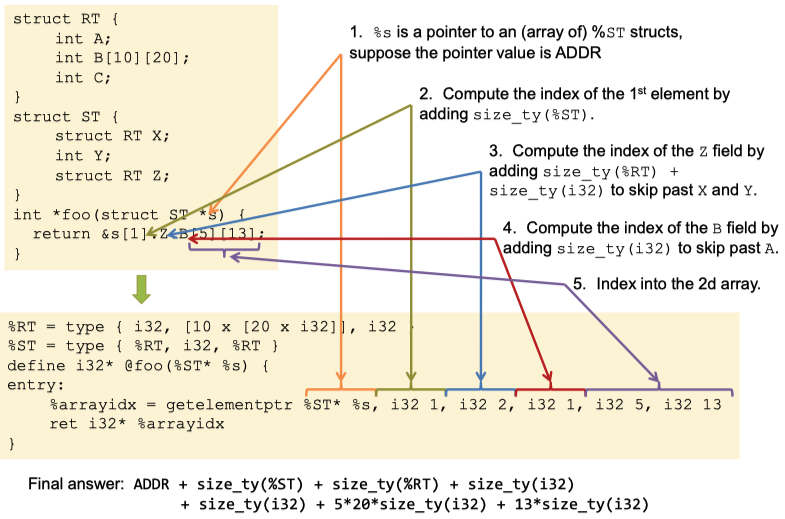 struct RT {
int A;
int B[10][20];
int C;
}
struct ST {
struct RT X;
int Y;
struct RT Z;
}
int *foo(struct ST *s) {
return &s[1].Z.B[5][13];
}
1. %s is a pointer to an (array of) %ST structs,
suppose the pointer value is ADDR
2. Compute the index of the 1st element by
adding size_ty(%ST).
3. Compute the index of the Z field by
adding size_ty(%RT) +
size_ty(i32) to skip past X and Y.
4. Compute the index of the B field by
adding size_ty(i32) to skip past A.
5. Index into the 2d array.
%RT = type { i32, [10 x [20 x i32]], i32
%ST = type { %RT, i32, %RT }
define i32* @foo(%ST* %s) {
entry:
%arrayidx = getelementptr %ST* %s, i32 1, i32 2, i32 1, i32 5, i32 13
ret i32* %arrayidx
}
Final answer: ADDR + size_ty(%ST) + size_ty(%RT) + size_ty(i32)
+ size_ty(i32) + 5*20*size_ty(i32) + 13*size_ty(i32)